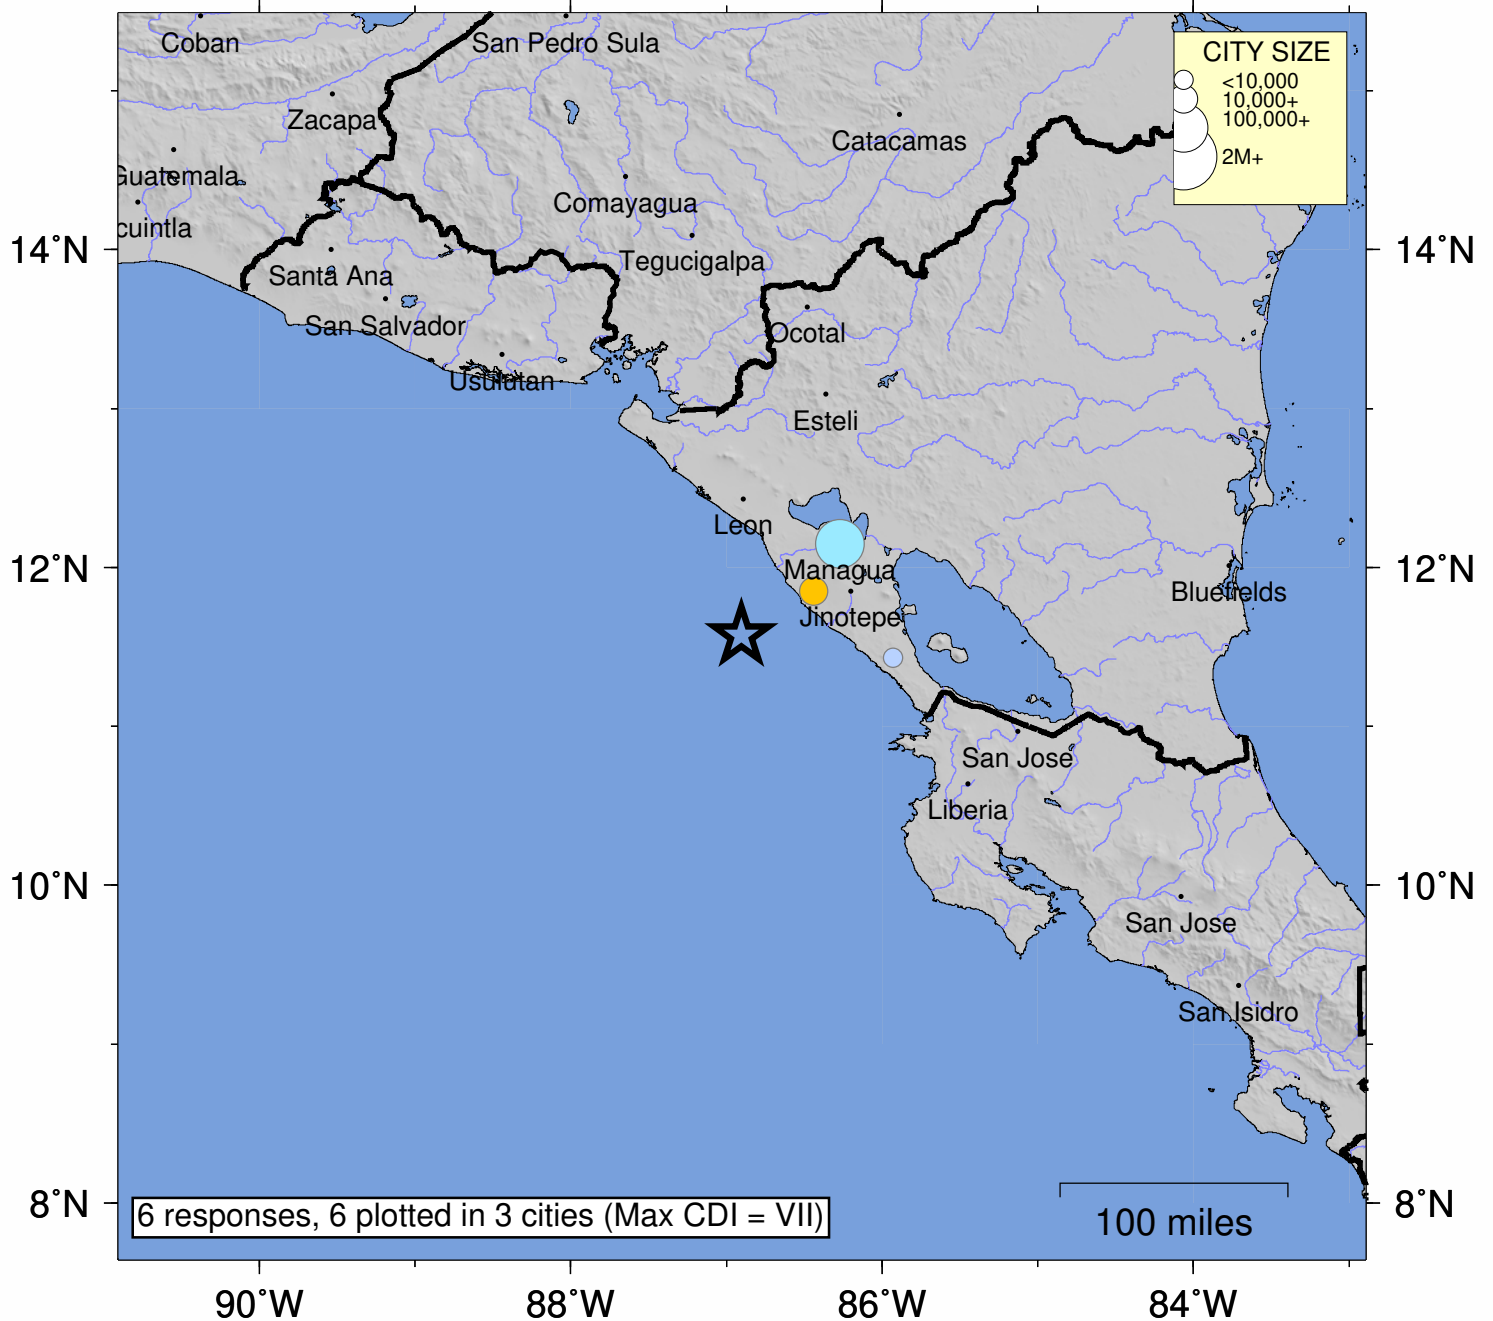 Coban
San Pedro Sula
CITY SIZE
<10,000
10,000+
100,000+
2M+
Zacapa
Catacamas
Guatemala
Comayagua
cuintla
14°N
14°N
Tegucigalpa
Santa Ana
San Salvador
Ocotal
Usulutan
Esteli
Leon
12°N
Managua
12°N
Bluefields
Jinotepe
San Jose
Liberia
10°N
10°N
San Jose
San Isidro
8°N
6 responses, 6 plotted in 3 cities (Max CDI = VII)
100 miles
8°N
90°W
88°W
86°W
84°W